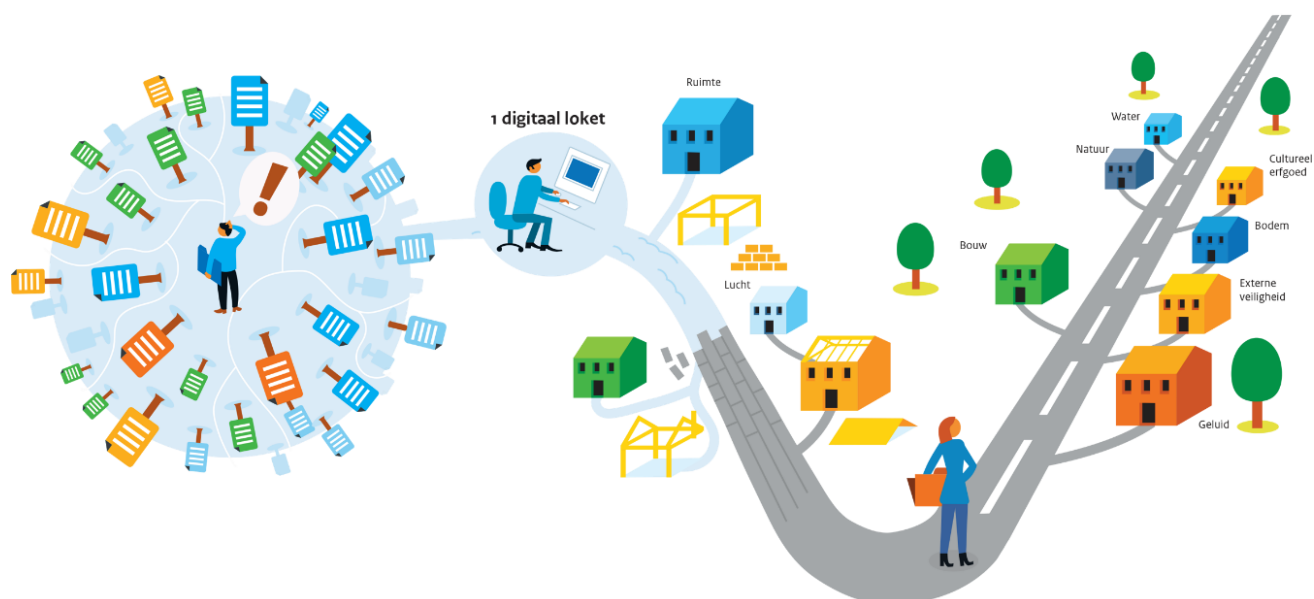 1 digitaal loket
Ruimte
Lucht
Bouw
Water
Natuur
Cultureel
erfgoed
Bodem
Externe
veiligheid
Geluid
!